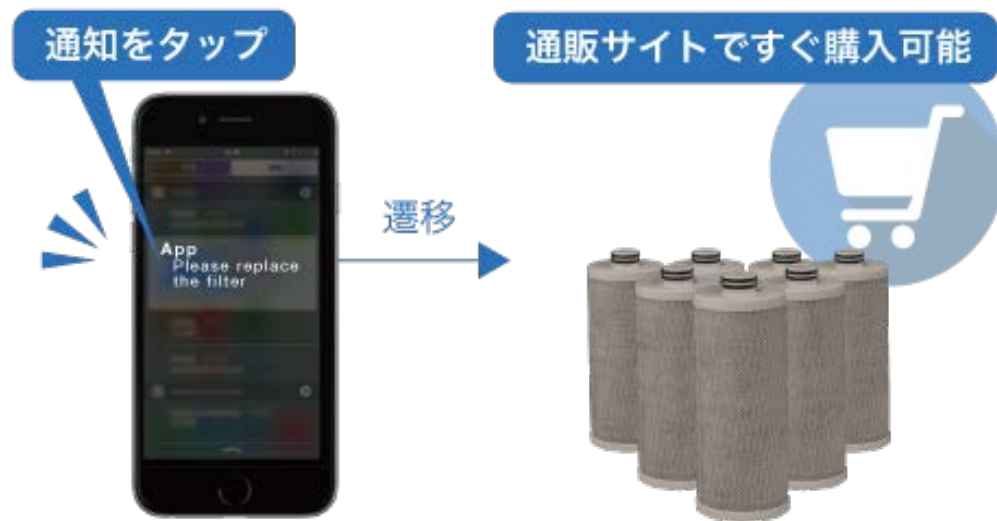 通知をタップ
通販サイトですぐ購入可能
遷移
App
Please replace
the filter